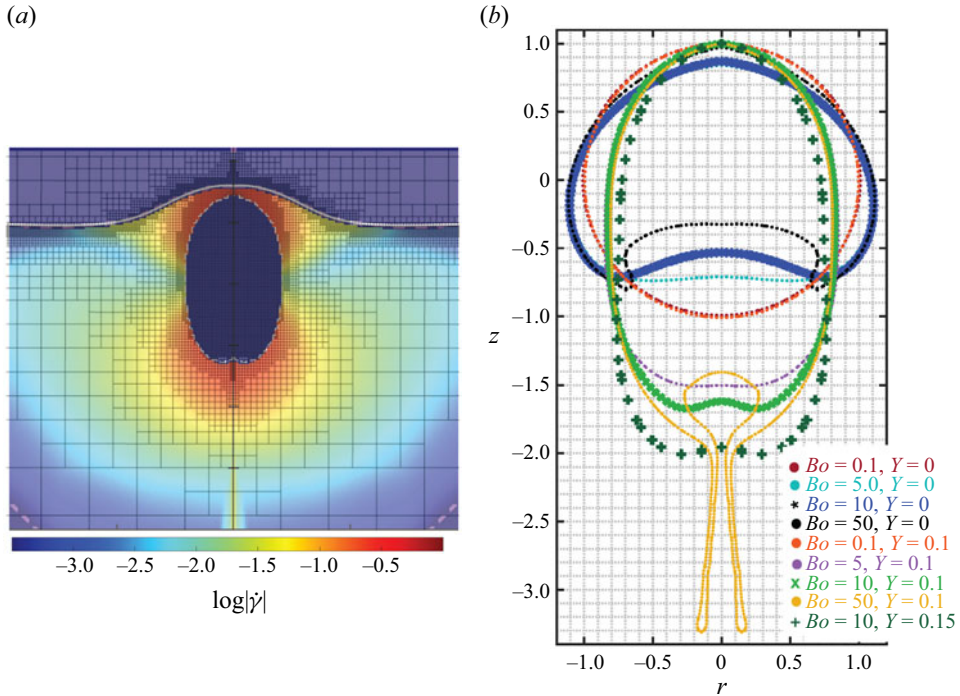 (a)
(b)
1.0
0.5
0
−0.5
−1.0
−1.5
−2.0
−2.5
−3.0
z
−1.0 −0.5 0 0.5 1.0
r
Bo = 0.1, Y = 0
Bo = 5.0, Y = 0
Bo = 10, Y = 0
Bo = 50, Y = 0
Bo = 0.1, Y = 0.1
Bo = 5, Y = 0.1
Bo = 10, Y = 0.1
Bo = 50, Y = 0.1
Bo = 10, Y = 0.15
−3.0 −2.5 −2.0 −1.5 −1.0 −0.5
log|γ̇|